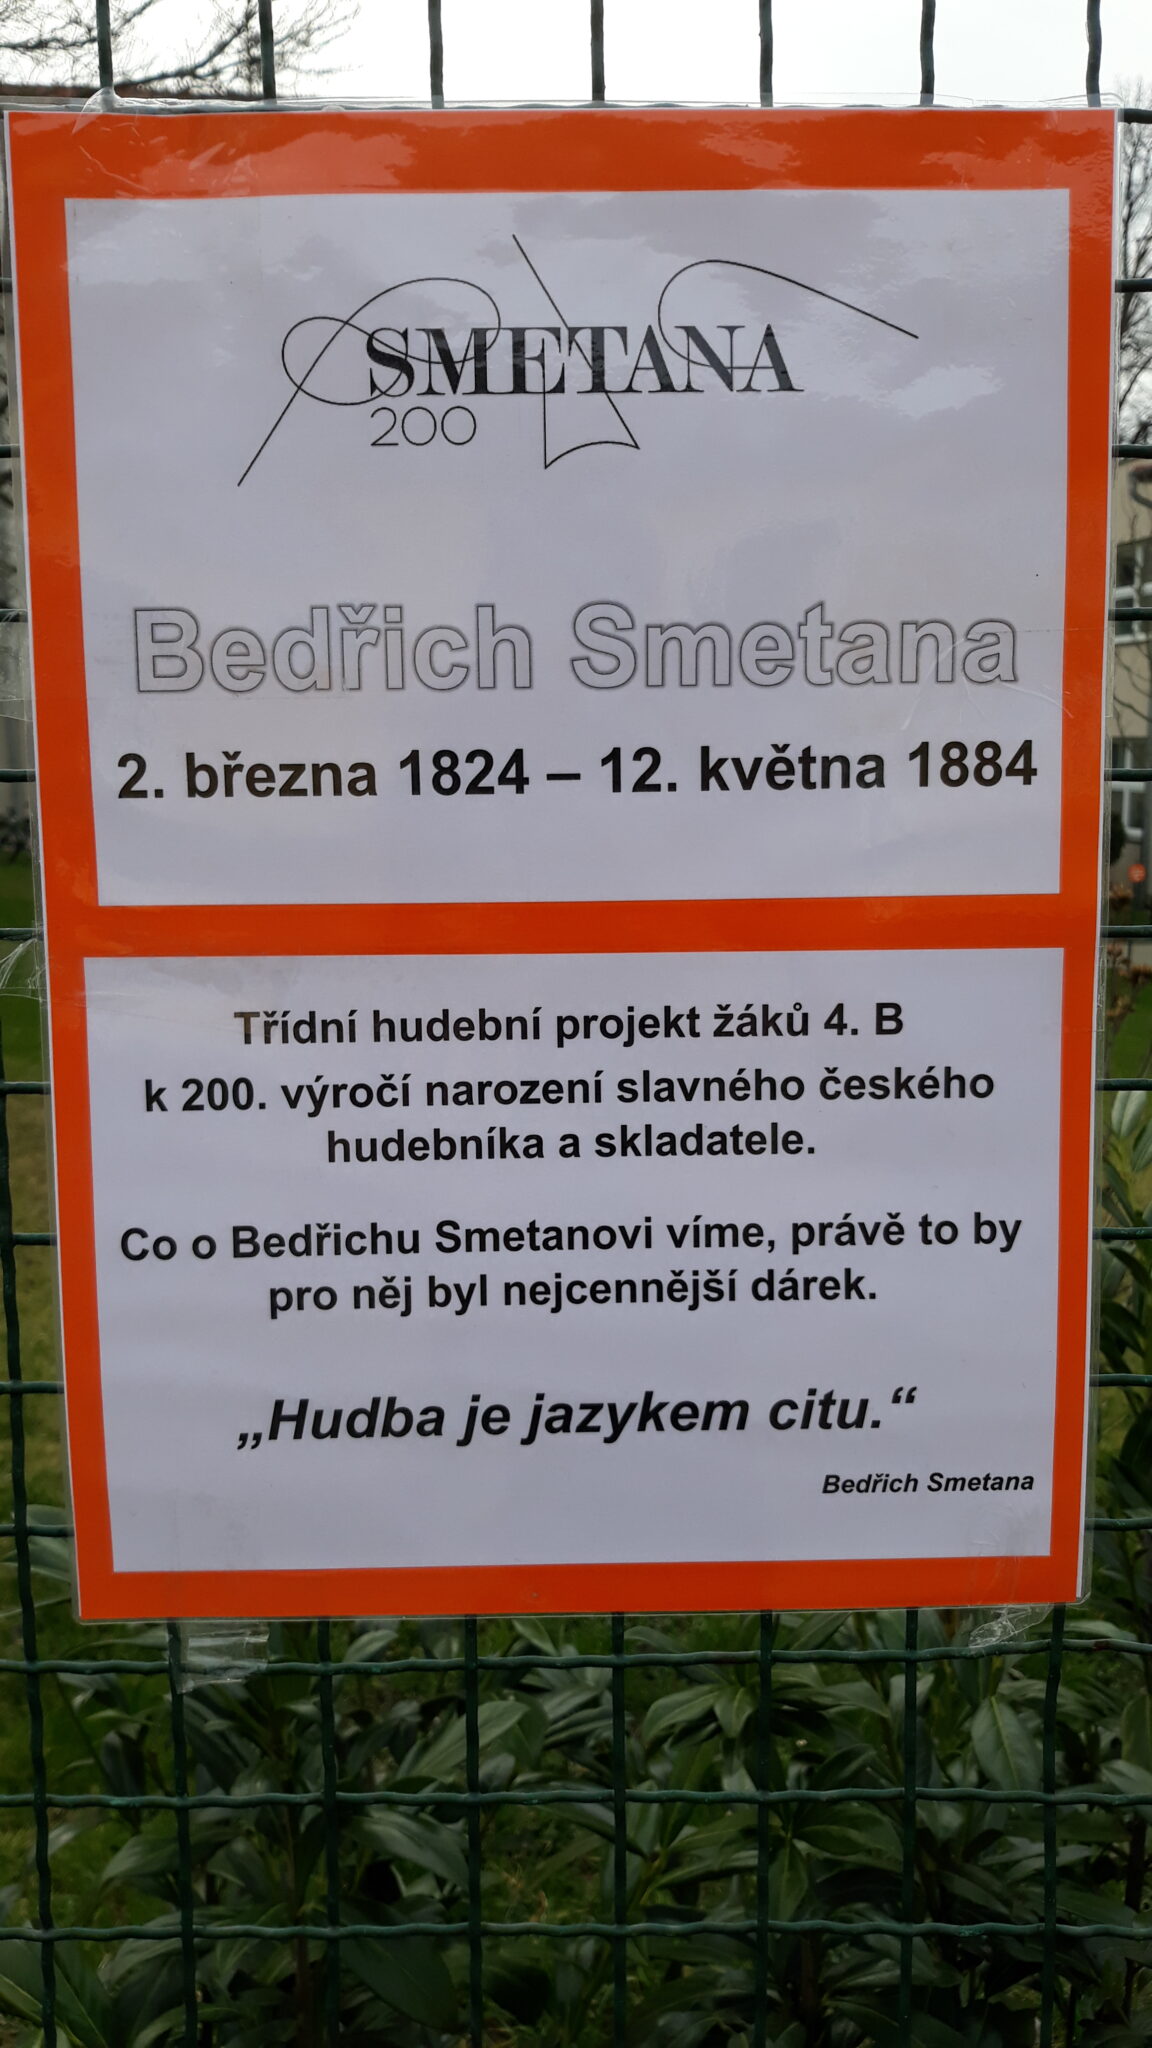 SMETANA
200
Bedřich Smetana
2. března 1824 – 12. května 1884
Třídní hudební projekt žáků 4. B
k 200. výročí narození slavného českého
hudebníka a skladatele.
Co o Bedřichu Smetanovi víme, právě to by
pro něj byl nejcennější dárek.
„Hudba je jazykem citu.“
Bedřich Smetana